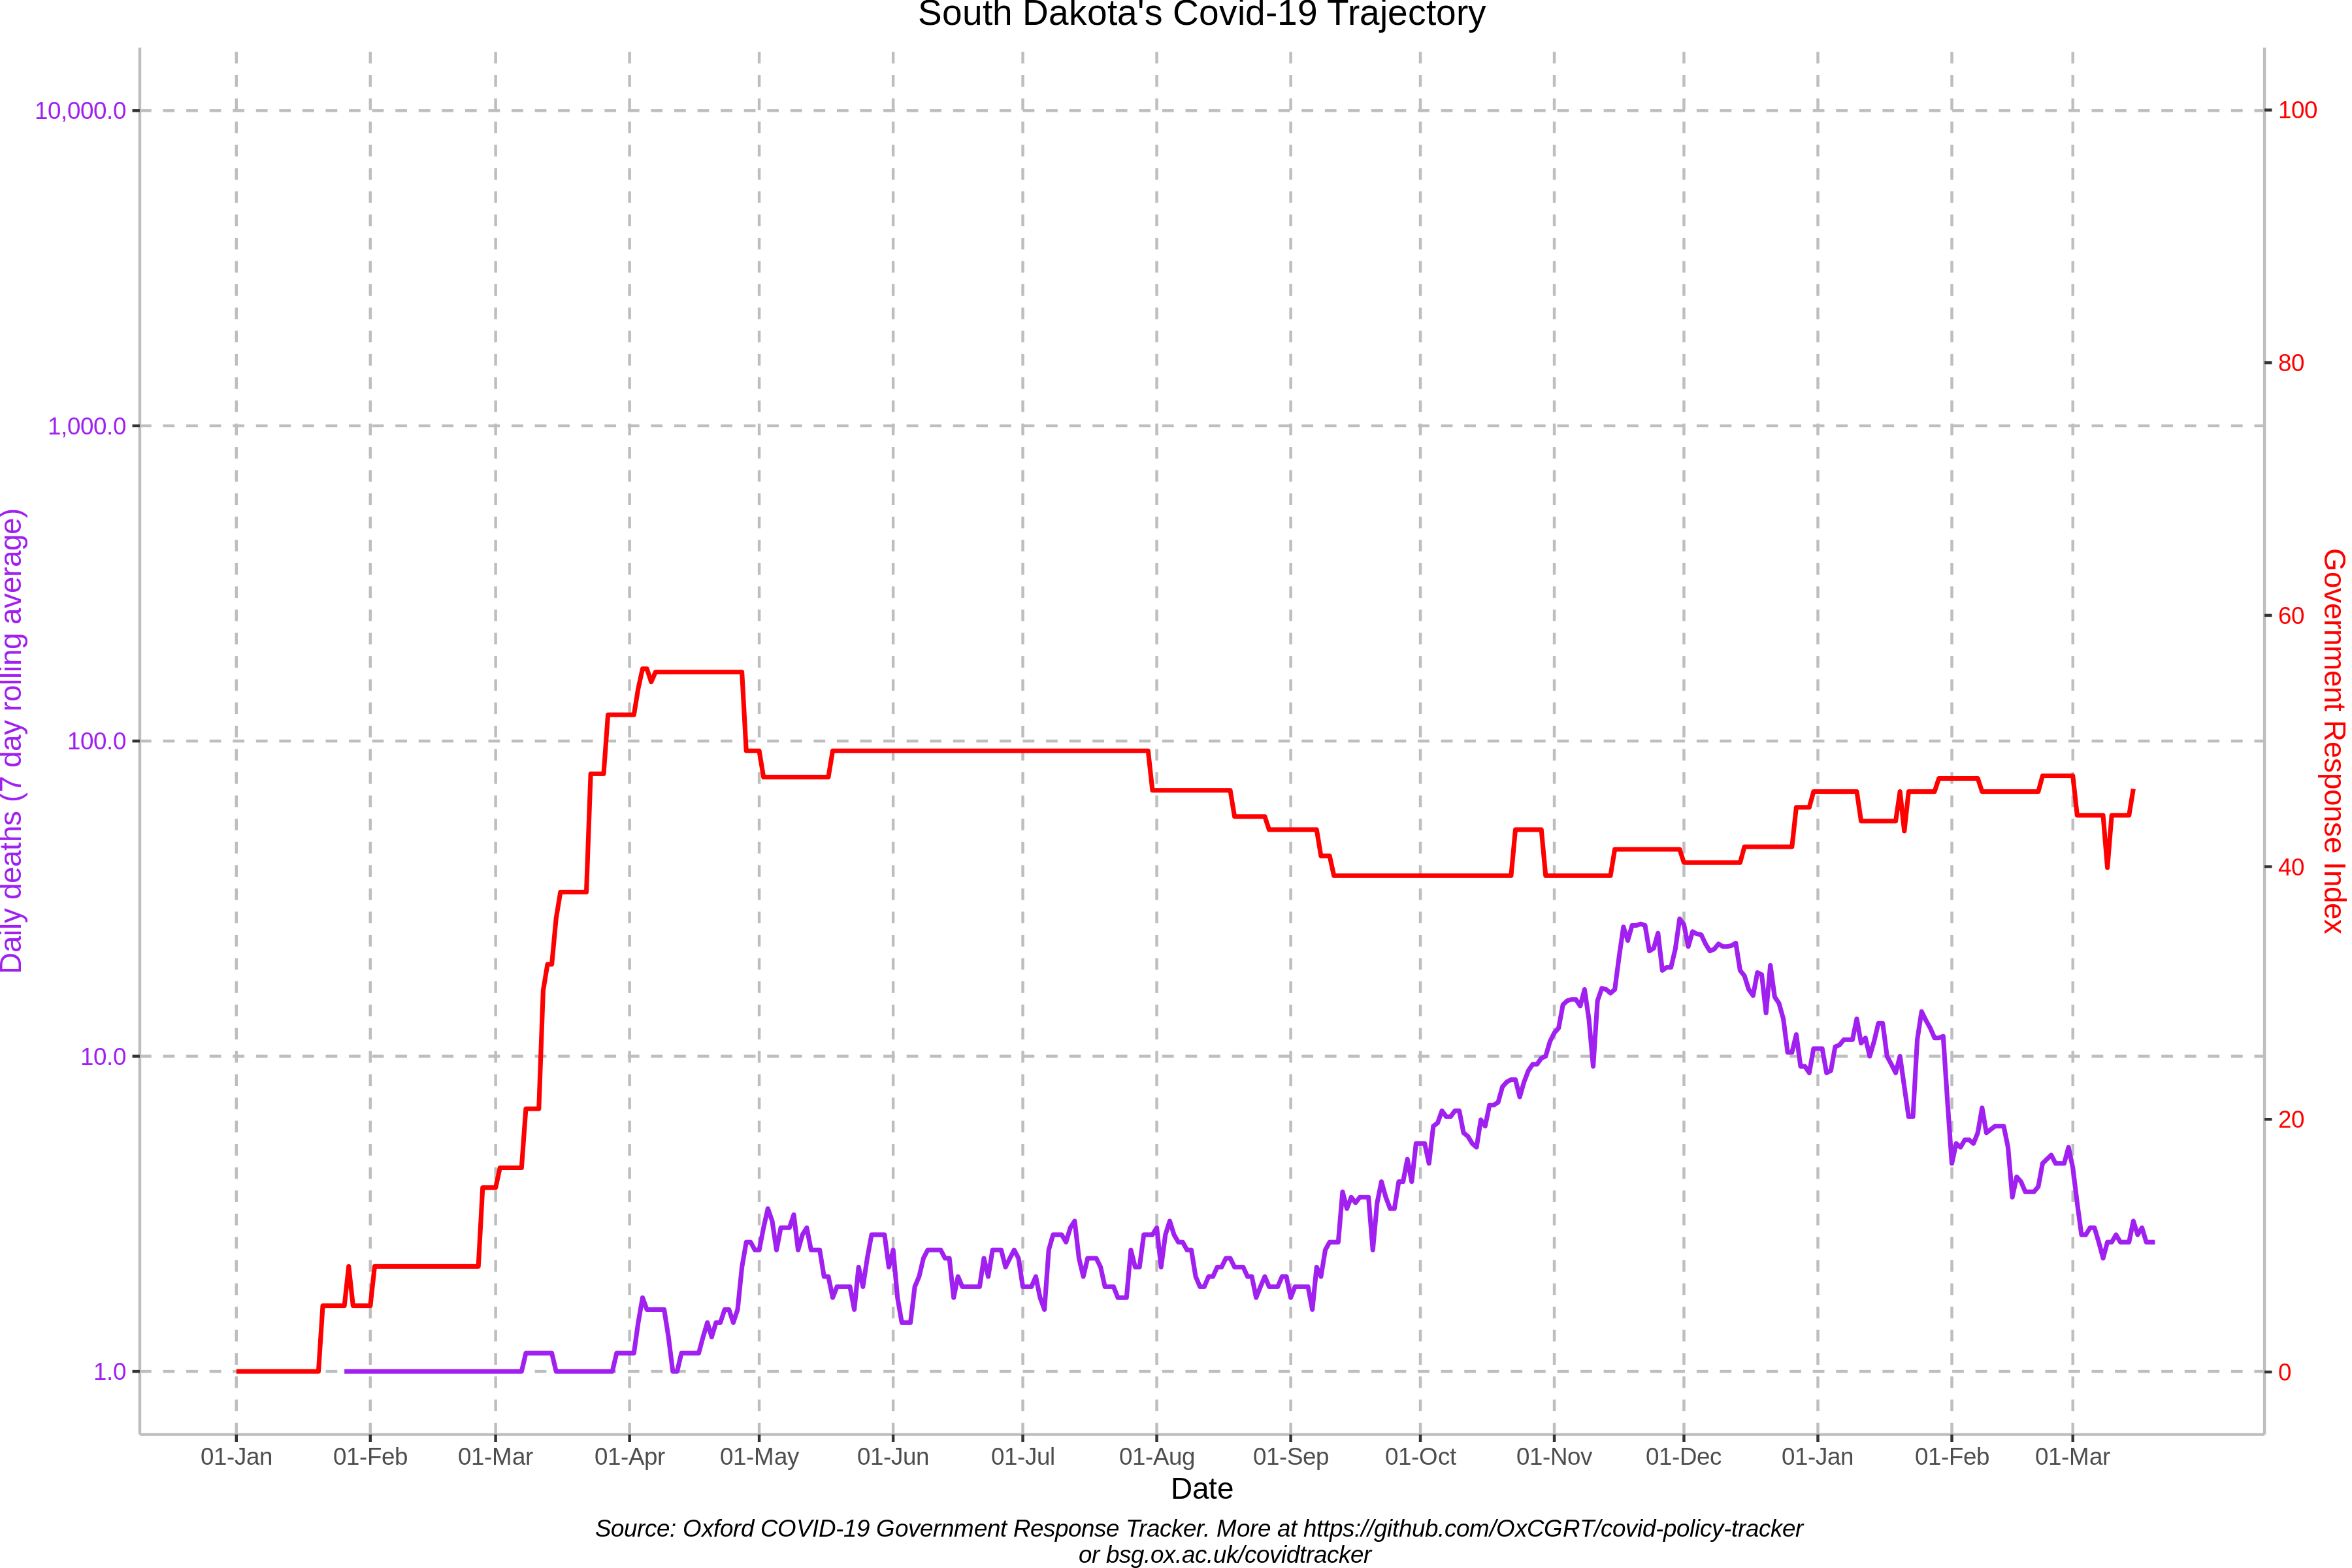 South Dakota's Covid-19 Trajectory
10,000.0
1,000.0
100.0
10.0
1.0
Daily deaths (7 day rolling average)
100
80
60
40
20
0
Government Response Index
01-Jan 01-Feb 01-Mar 01-Apr 01-May 01-Jun 01-Jul 01-Aug 01-Sep 01-Oct 01-Nov 01-Dec 01-Jan 01-Feb 01-Mar
Date
Source: Oxford COVID-19 Government Response Tracker. More at https://github.com/OxCGRT/covid-policy-tracker
or bsg.ox.ac.uk/covidtracker